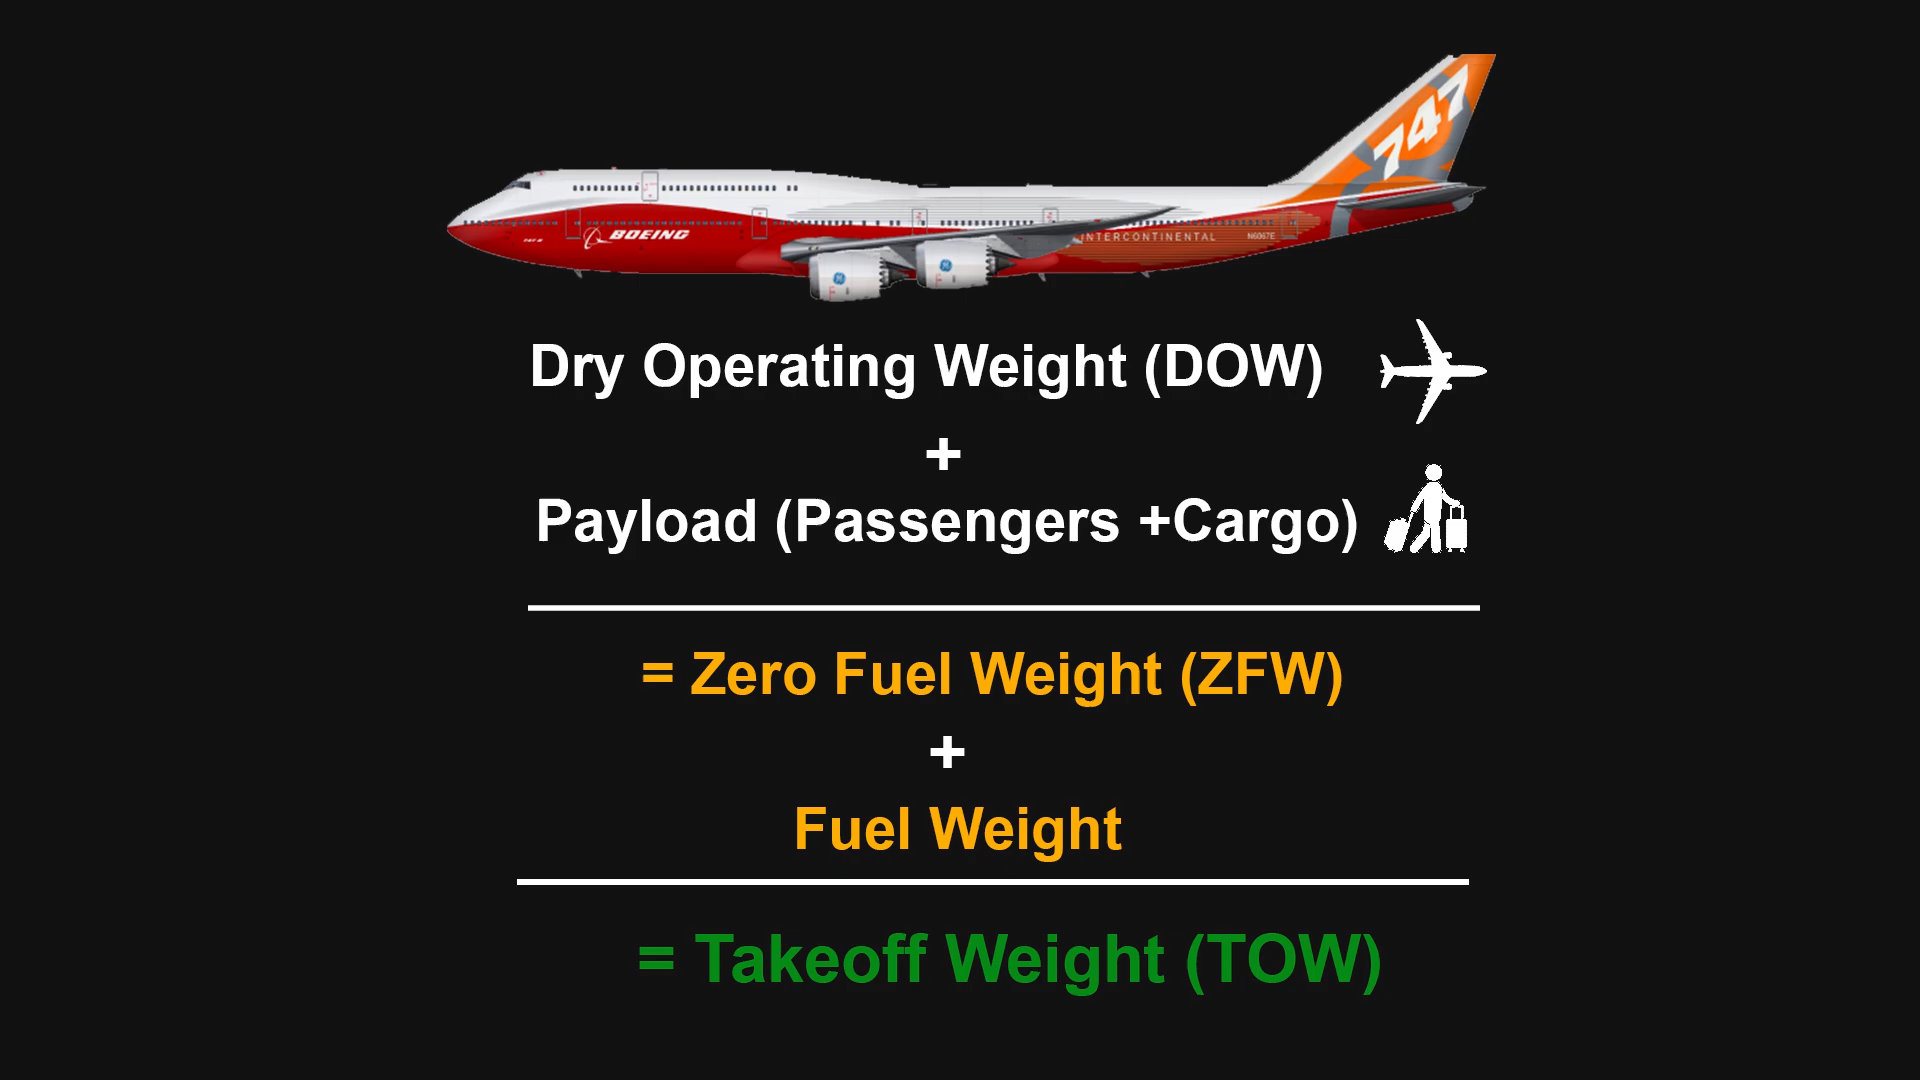 747
BOEING
INTERCONTINENTAL
N6067E
Dry Operating Weight (DOW)
+
Payload (Passengers +Cargo)
= Zero Fuel Weight (ZFW)
+
Fuel Weight
= Takeoff Weight (TOW)